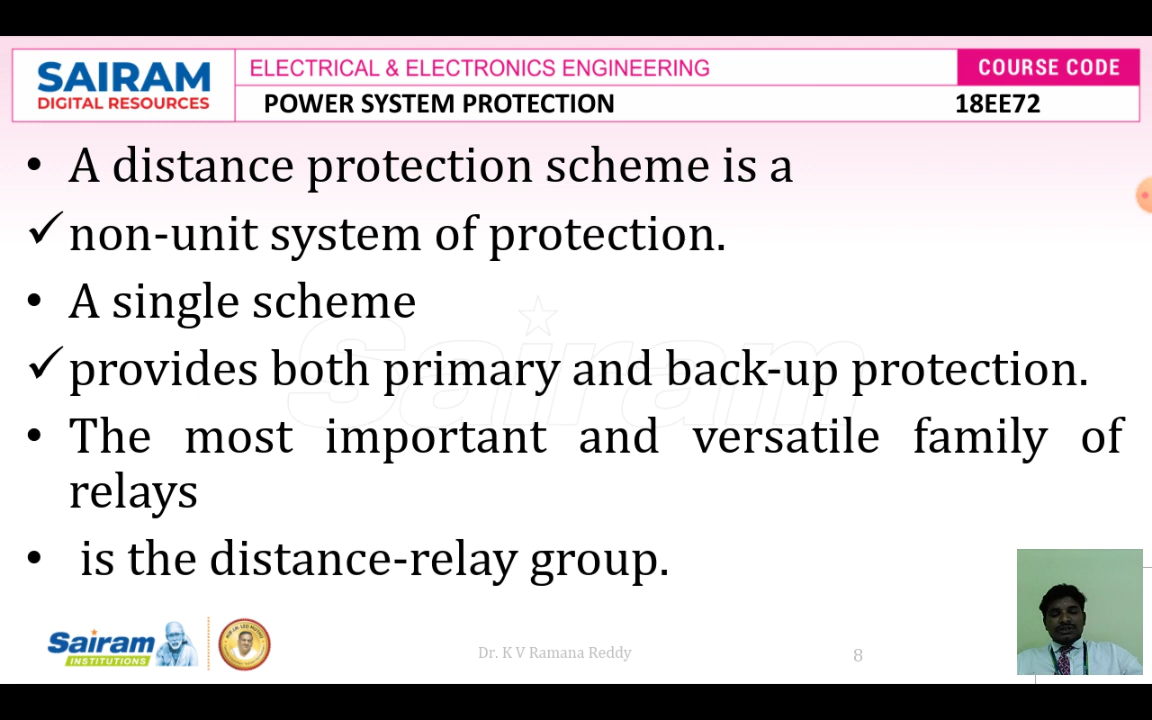 SAIRAM
DIGITAL RESOURCES
ELECTRICAL & ELECTRONICS ENGINEERING
COURSE CODE
POWER SYSTEM PROTECTION
18EE72
• A distance protection scheme is a
✓ non-unit system of protection.
• A single scheme
✓ provides both primary and back-up protection.
• The most important and versatile family of
relays
• is the distance-relay group.
Sairam
Sairam
INSTITUTIONS
Dr. K V Ramana Reddy
8